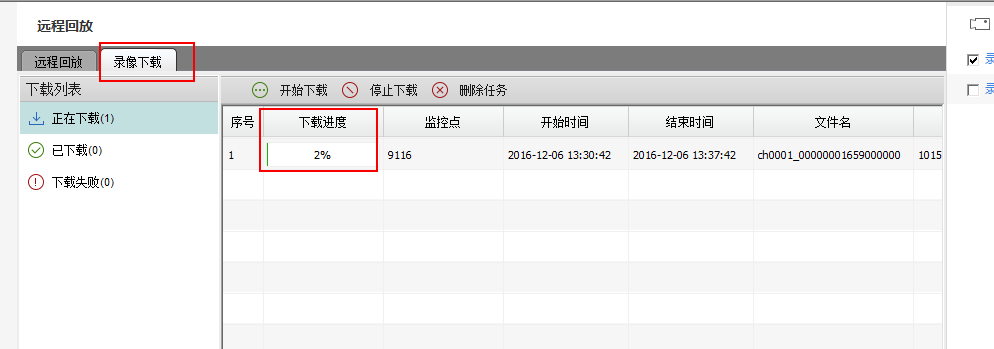 远程回放
远程回放 录像下载 录
下载列表 开始下载 停止下载 删除任务
正在下载(1) 序号 下载进度 监控点 开始时间 结束时间 文件名
已下载(0) 1 2% 9116 2016-12-06 13:30:42 2016-12-06 13:37:42 ch0001_00000001659000000 1015
下载失败(0)